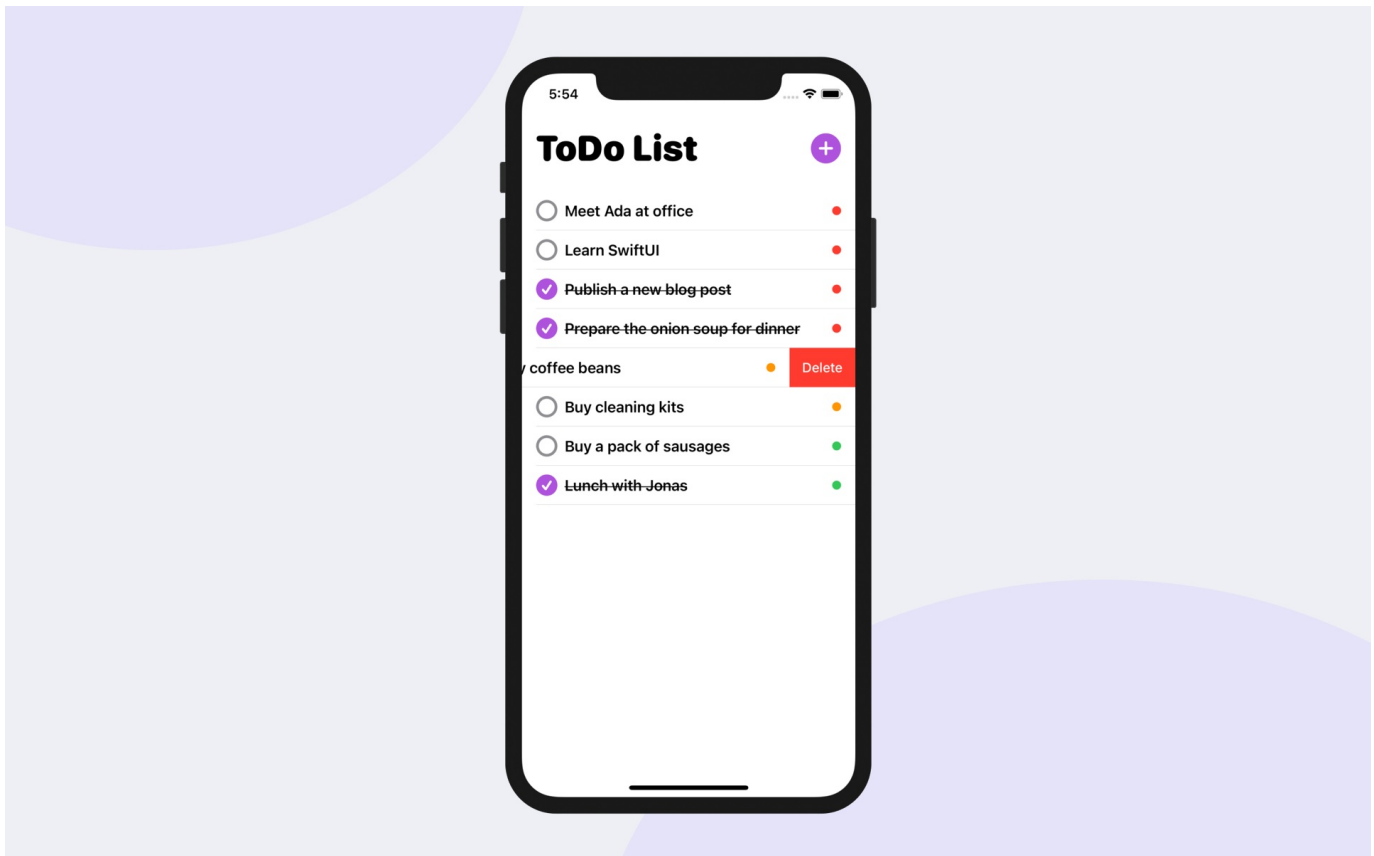 5:54
ToDo List
Meet Ada at office
Learn SwiftUI
Publish a new blog post
Prepare the onion soup for dinner
y coffee beans
Delete
Buy cleaning kits
Buy a pack of sausages
Lunch with Jonas